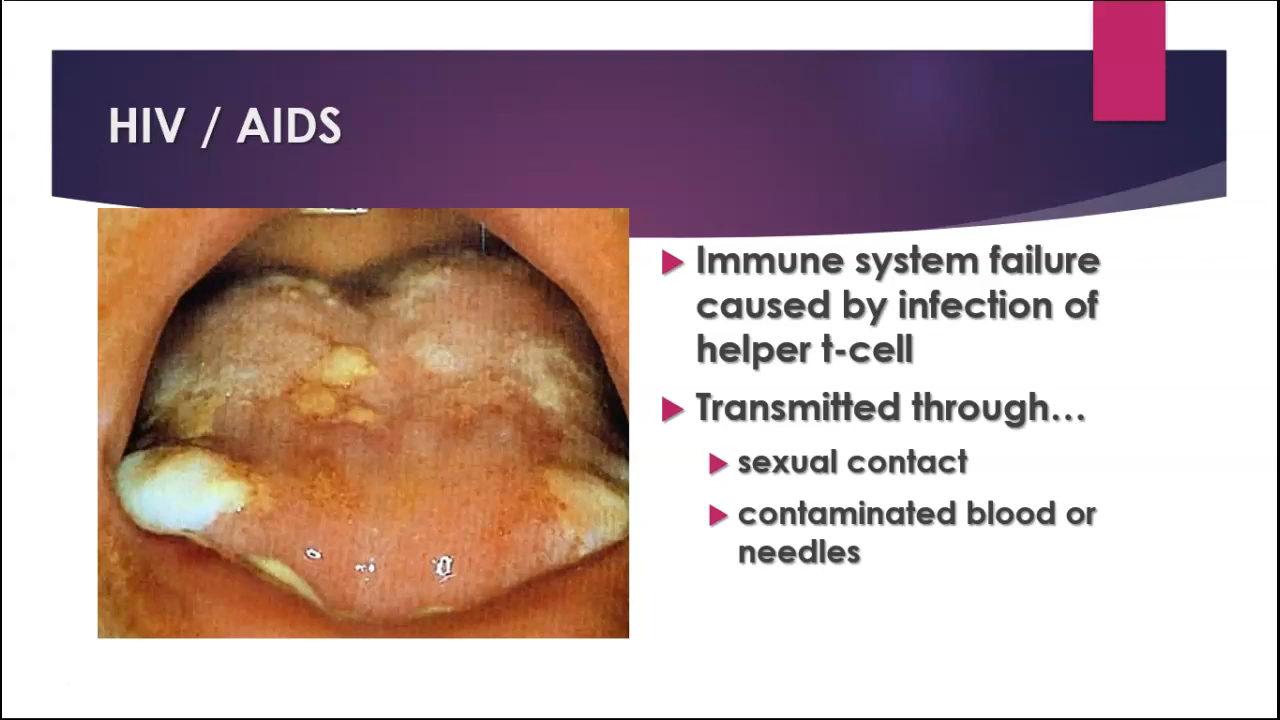 HIV / AIDS
Immune system failure
caused by infection of
helper t-cell
Transmitted through…
sexual contact
contaminated blood or
needles